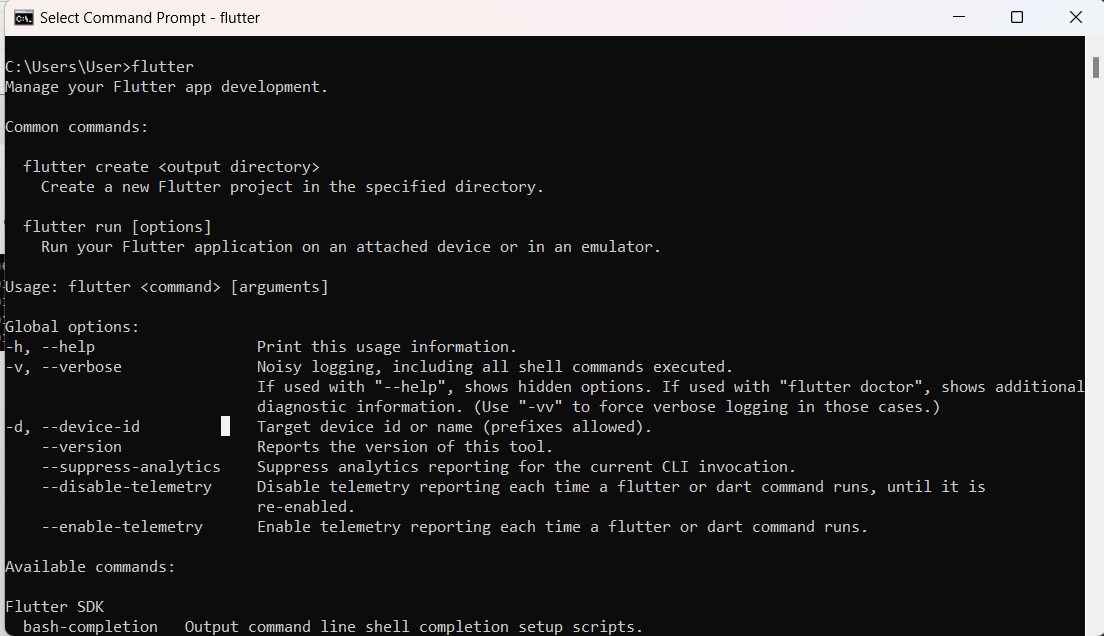 Select Command Prompt - flutter
C:\Users\User>flutter
Manage your Flutter app development.
Common commands:
flutter create <output directory>
Create a new Flutter project in the specified directory.
flutter run [options]
Run your Flutter application on an attached device or in an emulator.
Usage: flutter <command> [arguments]
Global options:
-h, --help Print this usage information.
-v, --verbose Noisy logging, including all shell commands executed.
If used with "--help", shows hidden options. If used with "flutter doctor", shows additional
diagnostic information. (Use "-vv" to force verbose logging in those cases.)
-d, --device-id Target device id or name (prefixes allowed).
--version Reports the version of this tool.
--suppress-analytics Suppress analytics reporting for the current CLI invocation.
--disable-telemetry Disable telemetry reporting each time a flutter or dart command runs, until it is
re-enabled.
--enable-telemetry Enable telemetry reporting each time a flutter or dart command runs.
Available commands:
Flutter SDK
bash-completion Output command line shell completion setup scripts.